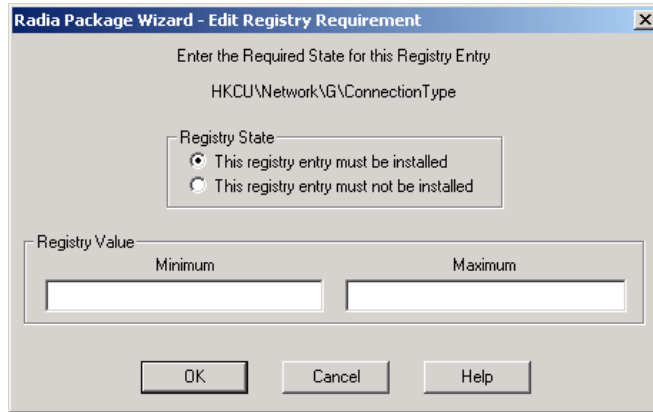 Radia Package Wizard - Edit Registry Requirement
Enter the Required State for this Registry Entry
HKCU\Network\G\ConnectionType
Registry State
This registry entry must be installed
This registry entry must not be installed
Registry Value
Minimum Maximum
OK Cancel Help